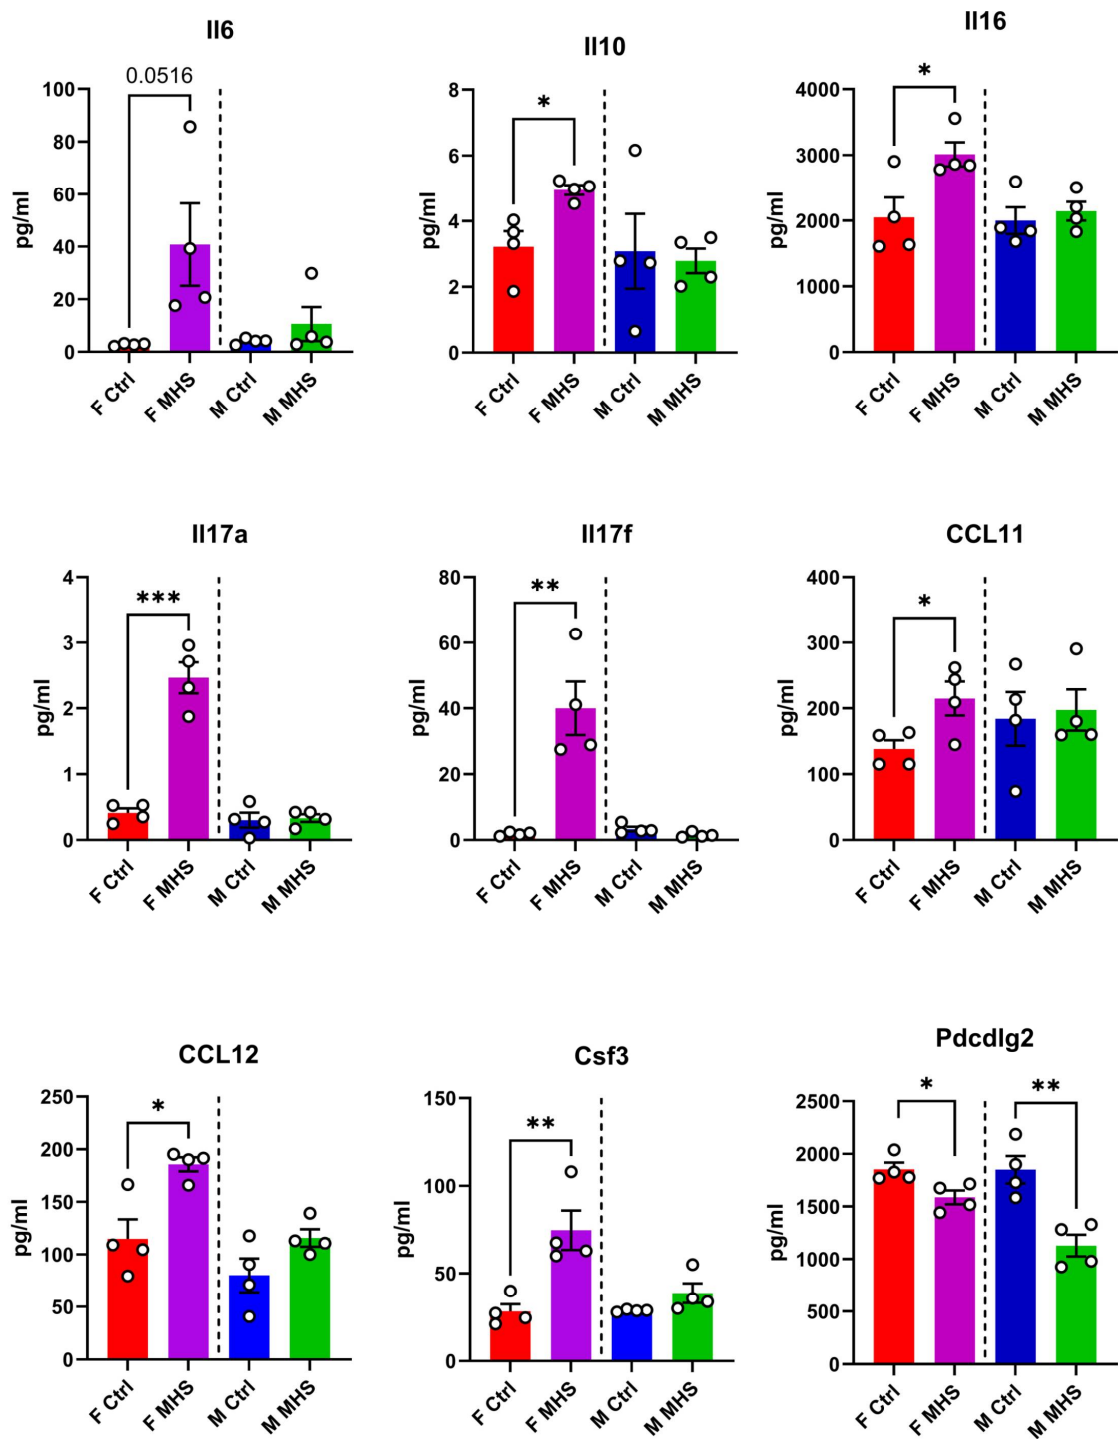 Il6
0.0516
pg/ml
100
80
60
40
20
0
F Ctrl
F MHS
M Ctrl
M MHS
Il10
*
pg/ml
8
6
4
2
0
F Ctrl
F MHS
M Ctrl
M MHS
Il16
*
pg/ml
4000
3000
2000
1000
0
F Ctrl
F MHS
M Ctrl
M MHS
Il17a
***
pg/ml
4
3
2
1
0
F Ctrl
F MHS
M Ctrl
M MHS
Il17f
**
pg/ml
80
60
40
20
0
F Ctrl
F MHS
M Ctrl
M MHS
CCL11
*
pg/ml
400
300
200
100
0
F Ctrl
F MHS
M Ctrl
M MHS
CCL12
*
pg/ml
250
200
150
100
50
0
F Ctrl
F MHS
M Ctrl
M MHS
Csf3
**
pg/ml
150
100
50
0
F Ctrl
F MHS
M Ctrl
M MHS
Pdcdlg2
*
**
pg/ml
2500
2000
1500
1000
500
0
F Ctrl
F MHS
M Ctrl
M MHS